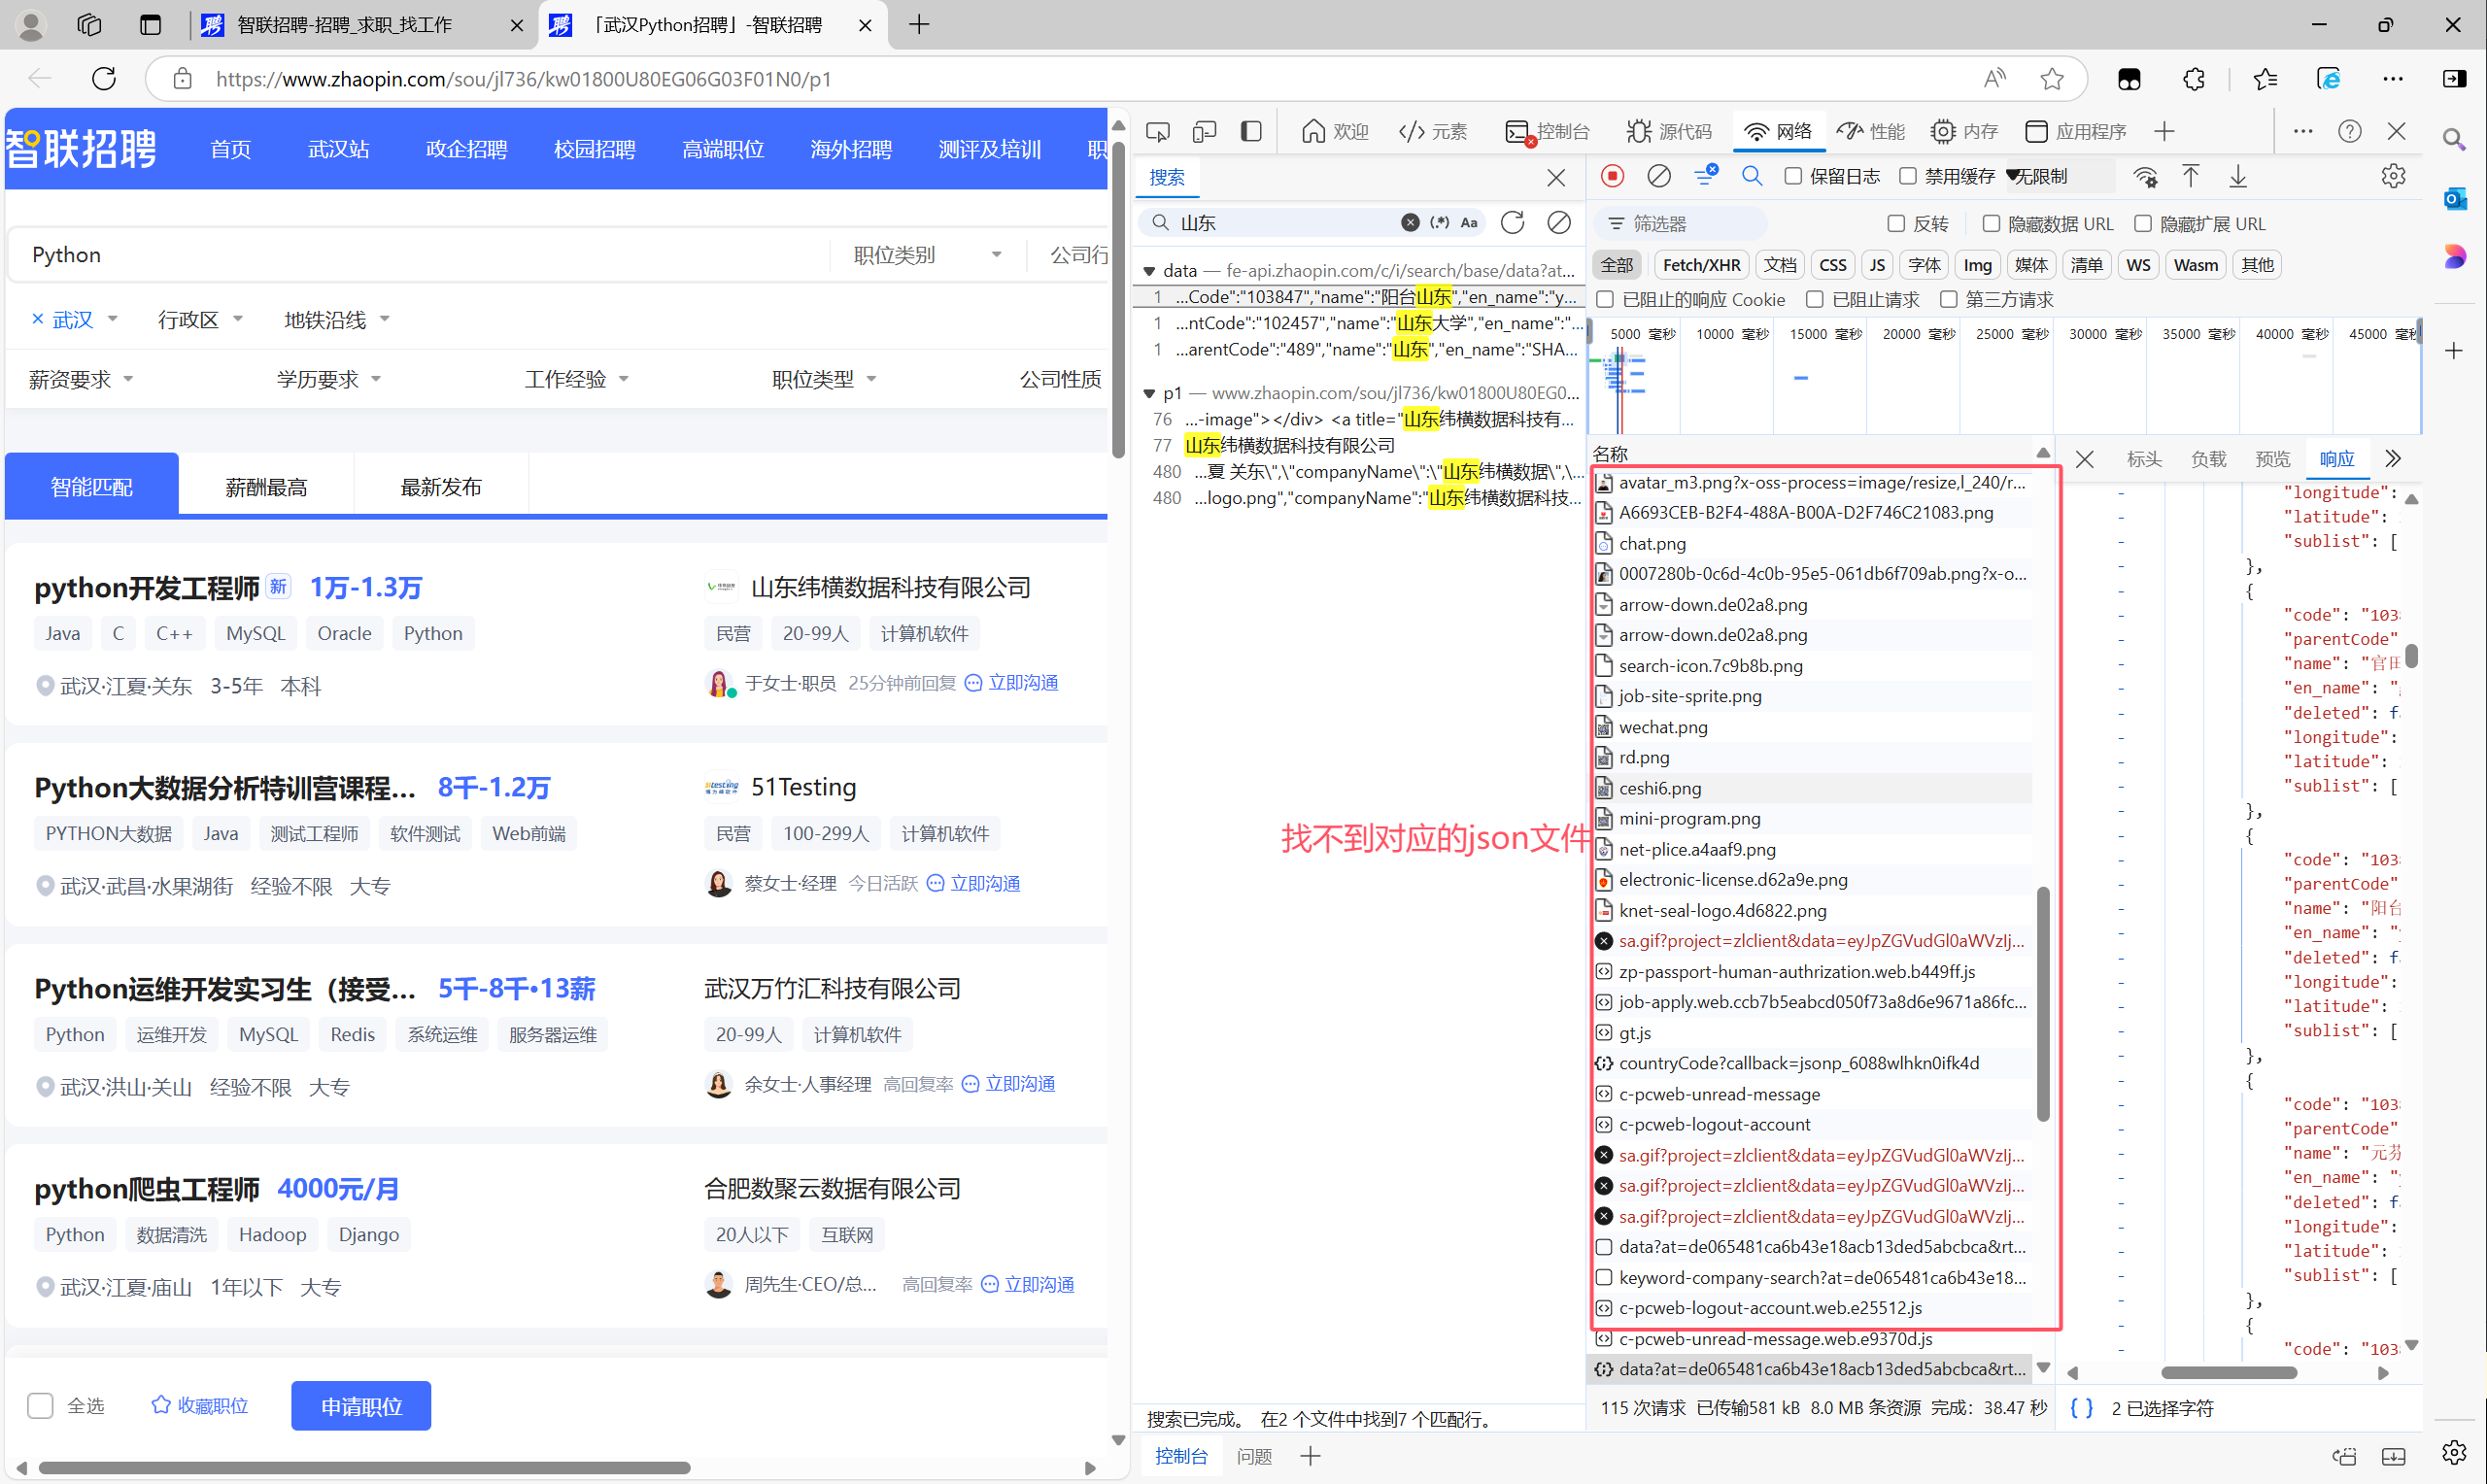 智联招聘-招聘_求职_找工作
「武汉Python招聘」-智联招聘
https://www.zhaopin.com/sou/jl736/kw01800U80EG06G03F01N0/p1
智联招聘
首页 武汉站 政企招聘 校园招聘 高端职位 海外招聘 测评及培训 职
Python 职位类别 公司行
武汉 行政区 地铁沿线
薪资要求 学历要求 工作经验 职位类型 公司性质
智能匹配 薪酬最高 最新发布
python开发工程师 新 1万-1.3万
山东纬横数据科技有限公司
Java C C++ MySQL Oracle Python
民营 20-99人 计算机软件
武汉·江夏·关东 3-5年 本科
于女士·职员 25分钟前回复 立即沟通
Python大数据分析特训营课程... 8千-1.2万
51Testing
PYTHON大数据 Java 测试工程师 软件测试 Web前端
民营 100-299人 计算机软件
武汉·武昌·水果湖街 经验不限 大专
蔡女士·经理 今日活跃 立即沟通
Python运维开发实习生（接受... 5千-8千•13薪
武汉万竹汇科技有限公司
Python 运维开发 MySQL Redis 系统运维 服务器运维
20-99人 计算机软件
武汉·洪山·关山 经验不限 大专
余女士·人事经理 高回复率 立即沟通
python爬虫工程师 4000元/月
合肥数聚云数据有限公司
Python 数据清洗 Hadoop Django
20人以下 互联网
武汉·江夏·庙山 1年以下 大专
周先生·CEO/总... 高回复率 立即沟通
全选 收藏职位 申请职位
欢迎 元素 控制台 源代码 网络 性能 内存 应用程序
搜索
山东
Aa
data — fe-api.zhaopin.com/c/i/search/base/data?at...
1 ...Code":"103847","name":"阳台山东","en_name":"y...
1 ...ntCode":"102457","name":"山东大学","en_name":"...
1 ...arentCode":"489","name":"山东","en_name":"SHA...
p1 — www.zhaopin.com/sou/jl736/kw01800U80EG0...
76 ...-image"></div> <a title="山东纬横数据科技有...
77 山东纬横数据科技有限公司
480 ...夏 关东\",\"companyName\":\"山东纬横数据\",\...
480 ...logo.png","companyName":"山东纬横数据科技...
找不到对应的json文件
搜索已完成。 在2 个文件中找到7 个匹配行。
控制台 问题
保留日志 禁用缓存 无限制
筛选器 反转 隐藏数据 URL 隐藏扩展 URL
全部 Fetch/XHR 文档 CSS JS 字体 Img 媒体 清单 WS Wasm 其他
已阻止的响应 Cookie 已阻止请求 第三方请求
5000 毫秒 10000 毫秒 15000 毫秒 20000 毫秒 25000 毫秒 30000 毫秒 35000 毫秒 40000 毫秒 45000 毫秒
名称
avatar_m3.png?x-oss-process=image/resize,l_240/r...
A6693CEB-B2F4-488A-B00A-D2F746C21083.png
chat.png
0007280b-0c6d-4c0b-95e5-061db6f709ab.png?x-o...
arrow-down.de02a8.png
arrow-down.de02a8.png
search-icon.7c9b8b.png
job-site-sprite.png
wechat.png
rd.png
ceshi6.png
mini-program.png
net-plice.a4aaf9.png
electronic-license.d62a9e.png
knet-seal-logo.4d6822.png
sa.gif?project=zlclient&data=eyJpZGVudGl0aWVzIj...
zp-passport-human-authrization.web.b449ff.js
job-apply.web.ccb7b5eabcd050f73a8d6e9671a86fc...
gt.js
countryCode?callback=jsonp_6088wlhkn0ifk4d
c-pcweb-unread-message
c-pcweb-logout-account
sa.gif?project=zlclient&data=eyJpZGVudGl0aWVzIj...
sa.gif?project=zlclient&data=eyJpZGVudGl0aWVzIj...
sa.gif?project=zlclient&data=eyJpZGVudGl0aWVzIj...
data?at=de065481ca6b43e18acb13ded5abcbca&rt...
keyword-company-search?at=de065481ca6b43e18...
c-pcweb-logout-account.web.e25512.js
c-pcweb-unread-message.web.e9370d.js
data?at=de065481ca6b43e18acb13ded5abcbca&rt...
115 次请求 已传输581 kB 8.0 MB 条资源 完成：38.47 秒
标头 负载 预览 响应
"longitude":
"latitude":
"sublist": [
},
{
"code": "103
"parentCode"
"name": "官田
"en_name": "
"deleted": f
"longitude":
"latitude":
"sublist": [
},
{
"code": "103
"parentCode"
"name": "阳台
"en_name": "
"deleted": f
"longitude":
"latitude":
"sublist": [
},
{
"code": "103
"parentCode"
"name": "元芬
"en_name": "
"deleted": f
"longitude":
"latitude":
"sublist": [
},
{
"code": "103
{ } 2 已选择字符